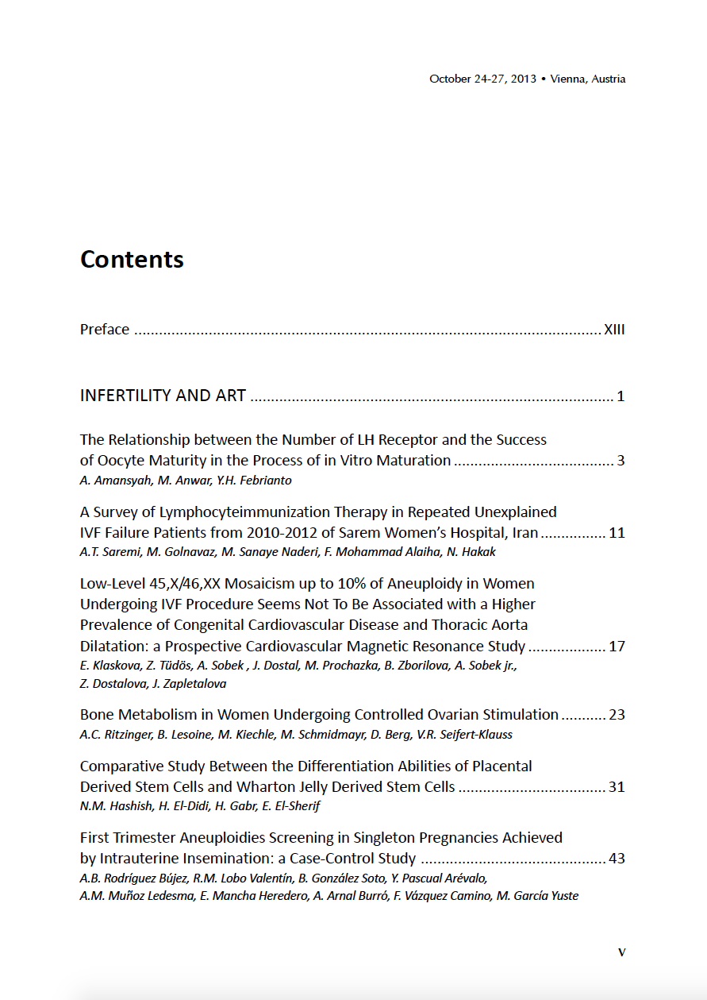 October 24-27, 2013 • Vienna, Austria
Contents
Preface ................................................................................................................. XIII
INFERTILITY AND ART ........................................................................................ 1
The Relationship between the Number of LH Receptor and the Success
of Oocyte Maturity in the Process of in Vitro Maturation ....................................... 3
A. Amansyah, M. Anwar, Y.H. Febrianto
A Survey of Lymphocyteimmunization Therapy in Repeated Unexplained
IVF Failure Patients from 2010-2012 of Sarem Women’s Hospital, Iran ................ 11
A.T. Saremi, M. Golnavaz, M. Sanaye Naderi, F. Mohammad Alaiha, N. Hakak
Low-Level 45,X/46,XX Mosaicism up to 10% of Aneuploidy in Women
Undergoing IVF Procedure Seems Not To Be Associated with a Higher
Prevalence of Congenital Cardiovascular Disease and Thoracic Aorta
Dilatation: a Prospective Cardiovascular Magnetic Resonance Study ................... 17
E. Klaskova, Z. Tüdös, A. Sobek , J. Dostal, M. Prochazka, B. Zborilova, A. Sobek jr.,
Z. Dostalova, J. Zapletalova
Bone Metabolism in Women Undergoing Controlled Ovarian Stimulation ........... 23
A.C. Ritzinger, B. Lesoine, M. Kiechle, M. Schmidmayr, D. Berg, V.R. Seifert-Klauss
Comparative Study Between the Differentiation Abilities of Placental
Derived Stem Cells and Wharton Jelly Derived Stem Cells .................................... 31
N.M. Hashish, H. El-Didi, H. Gabr, E. El-Sherif
First Trimester Aneuploidies Screening in Singleton Pregnancies Achieved
by Intrauterine Insemination: a Case-Control Study ............................................. 43
A.B. Rodríguez Bújez, R.M. Lobo Valentín, B. González Soto, Y. Pascual Arévalo,
A.M. Muñoz Ledesma, E. Mancha Heredero, A. Arnal Burró, F. Vázquez Camino, M. García Yuste
V